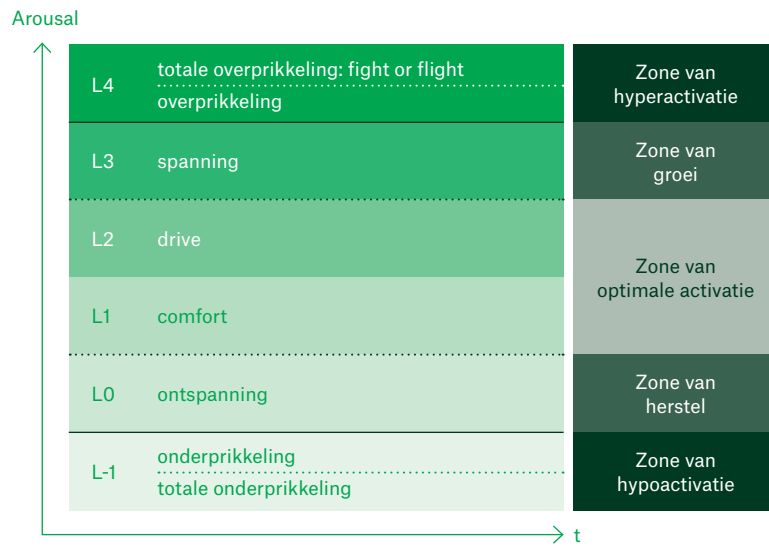 Arousal
L4
totale overprikkeling: fight or flight
overprikkeling
Zone van
hyperactivatie
L3
spanning
Zone van
groei
L2
drive
Zone van
optimale activatie
L1
comfort
L0
ontspanning
Zone van
herstel
L-1
onderprikkeling
totale onderprikkeling
Zone van
hypoactivatie
t